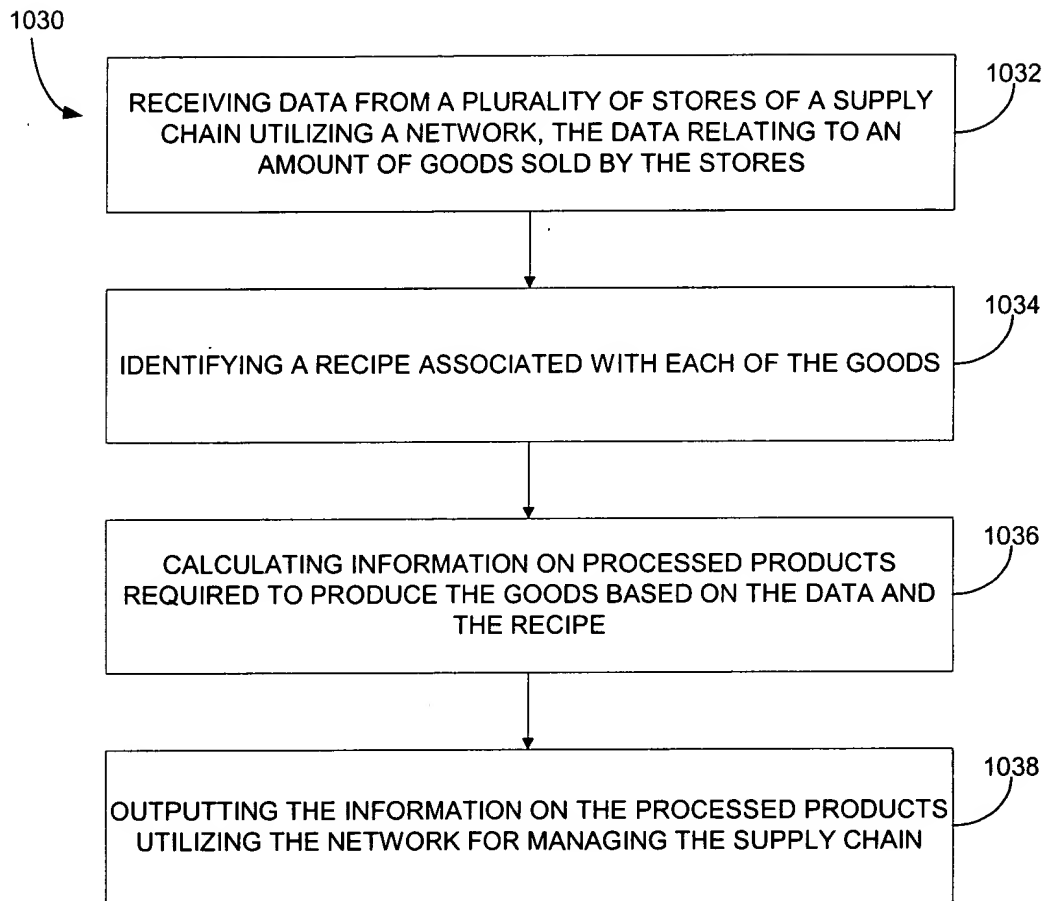 1030
1032
RECEIVING DATA FROM A PLURALITY OF STORES OF A SUPPLY
CHAIN UTILIZING A NETWORK, THE DATA RELATING TO AN
AMOUNT OF GOODS SOLD BY THE STORES
1034
IDENTIFYING A RECIPE ASSOCIATED WITH EACH OF THE GOODS
1036
CALCULATING INFORMATION ON PROCESSED PRODUCTS
REQUIRED TO PRODUCE THE GOODS BASED ON THE DATA AND
THE RECIPE
1038
OUTPUTTING THE INFORMATION ON THE PROCESSED PRODUCTS
UTILIZING THE NETWORK FOR MANAGING THE SUPPLY CHAIN